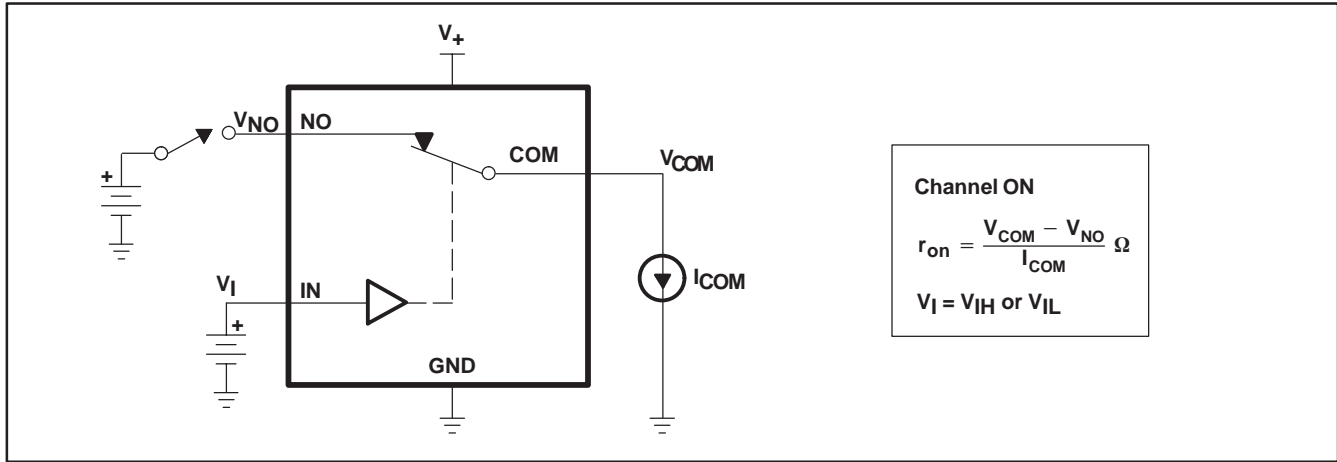 V+
VNO
NO
COM
VCOM
+
VI
IN
+
ICOM
GND
Channel ON
ron = VCOM − VNO / ICOM Ω
VI = VIH or VIL